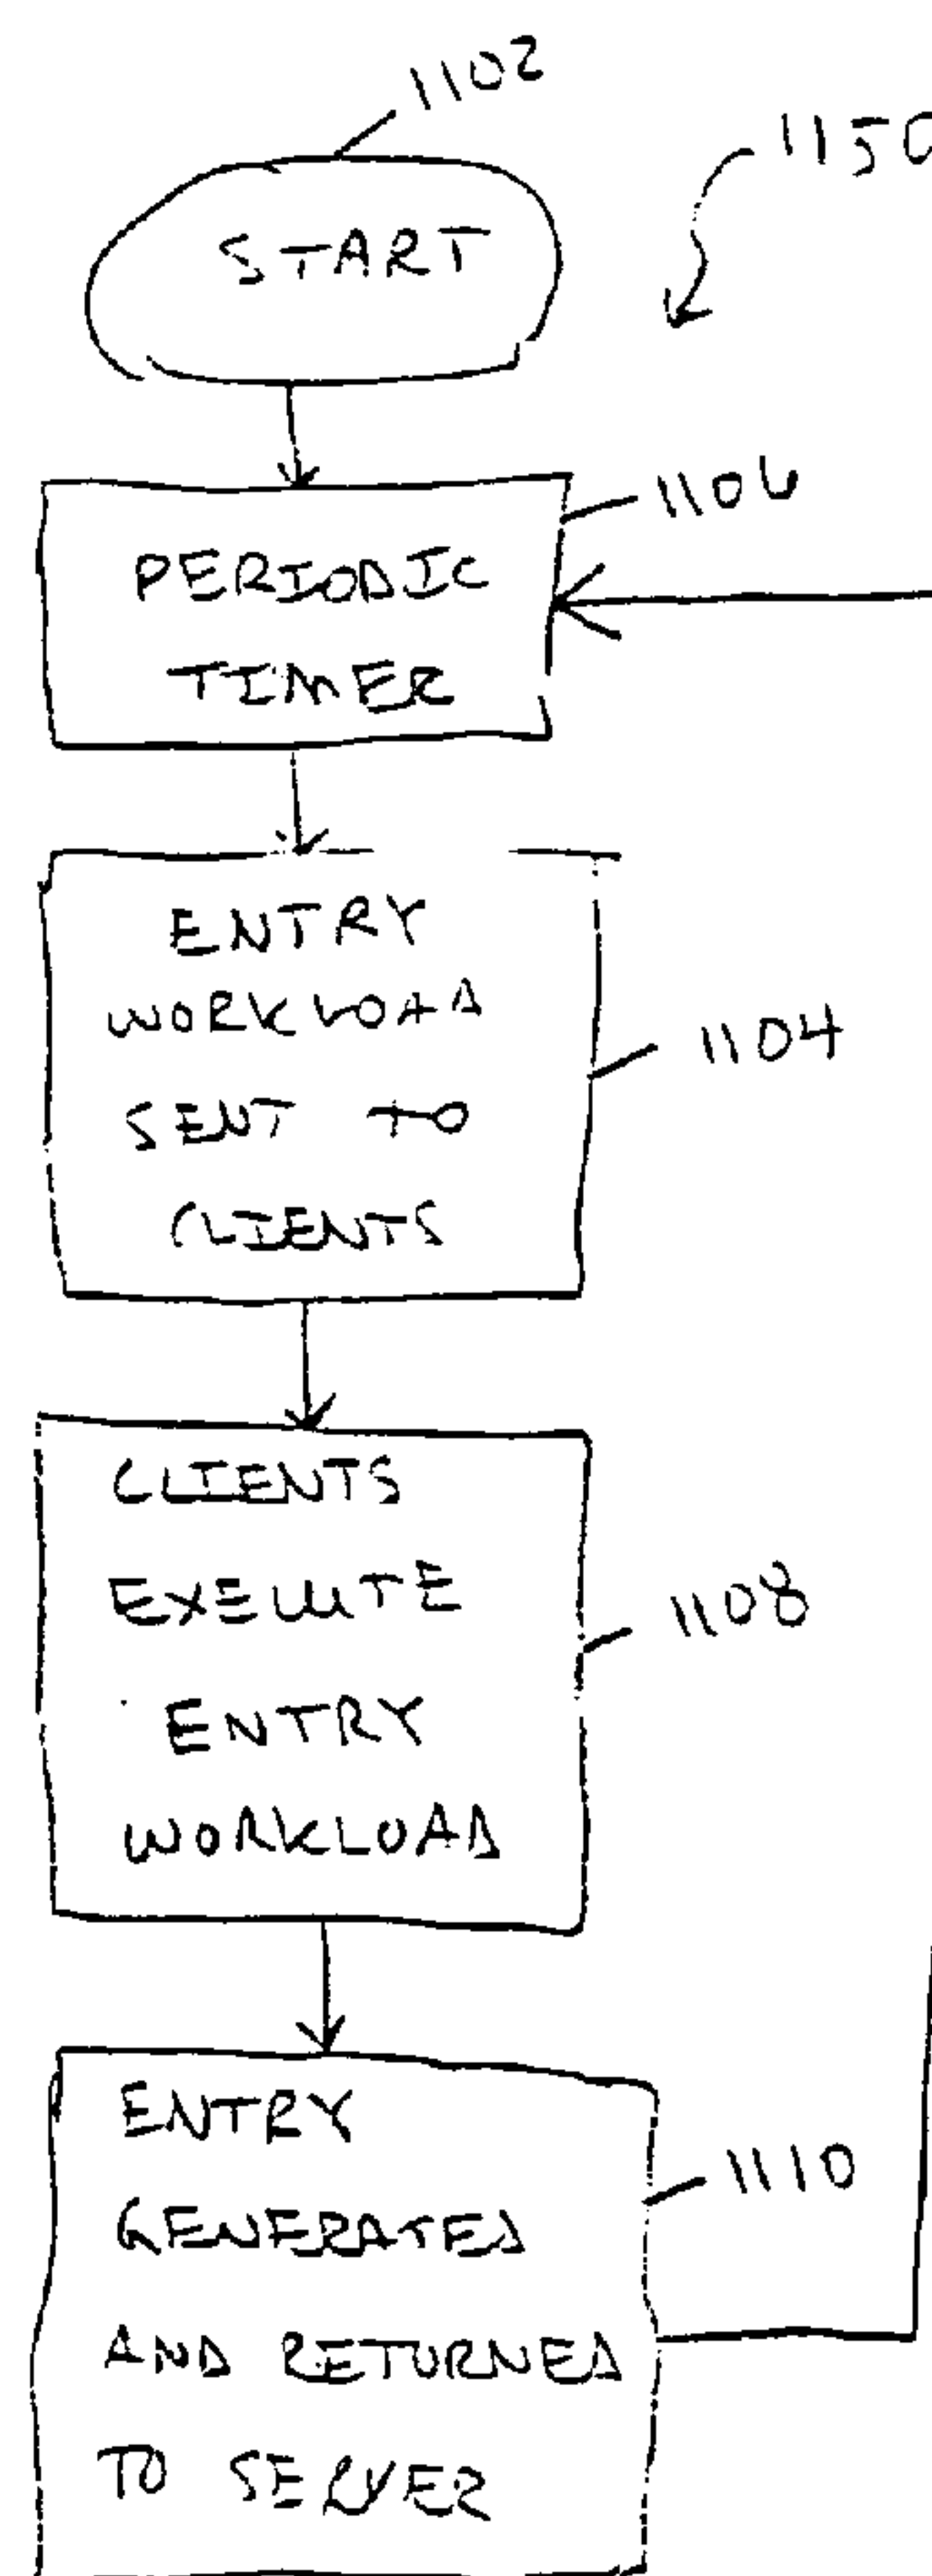 1102
1150
START
1106
PERIODIC
TIMER
ENTRY
WORKLOAD
SENT TO
CLIENTS
1104
CLIENTS
EXECUTE
ENTRY
WORKLOAD
1108
ENTRY
GENERATED
AND RETURNED
TO SERVER
1110